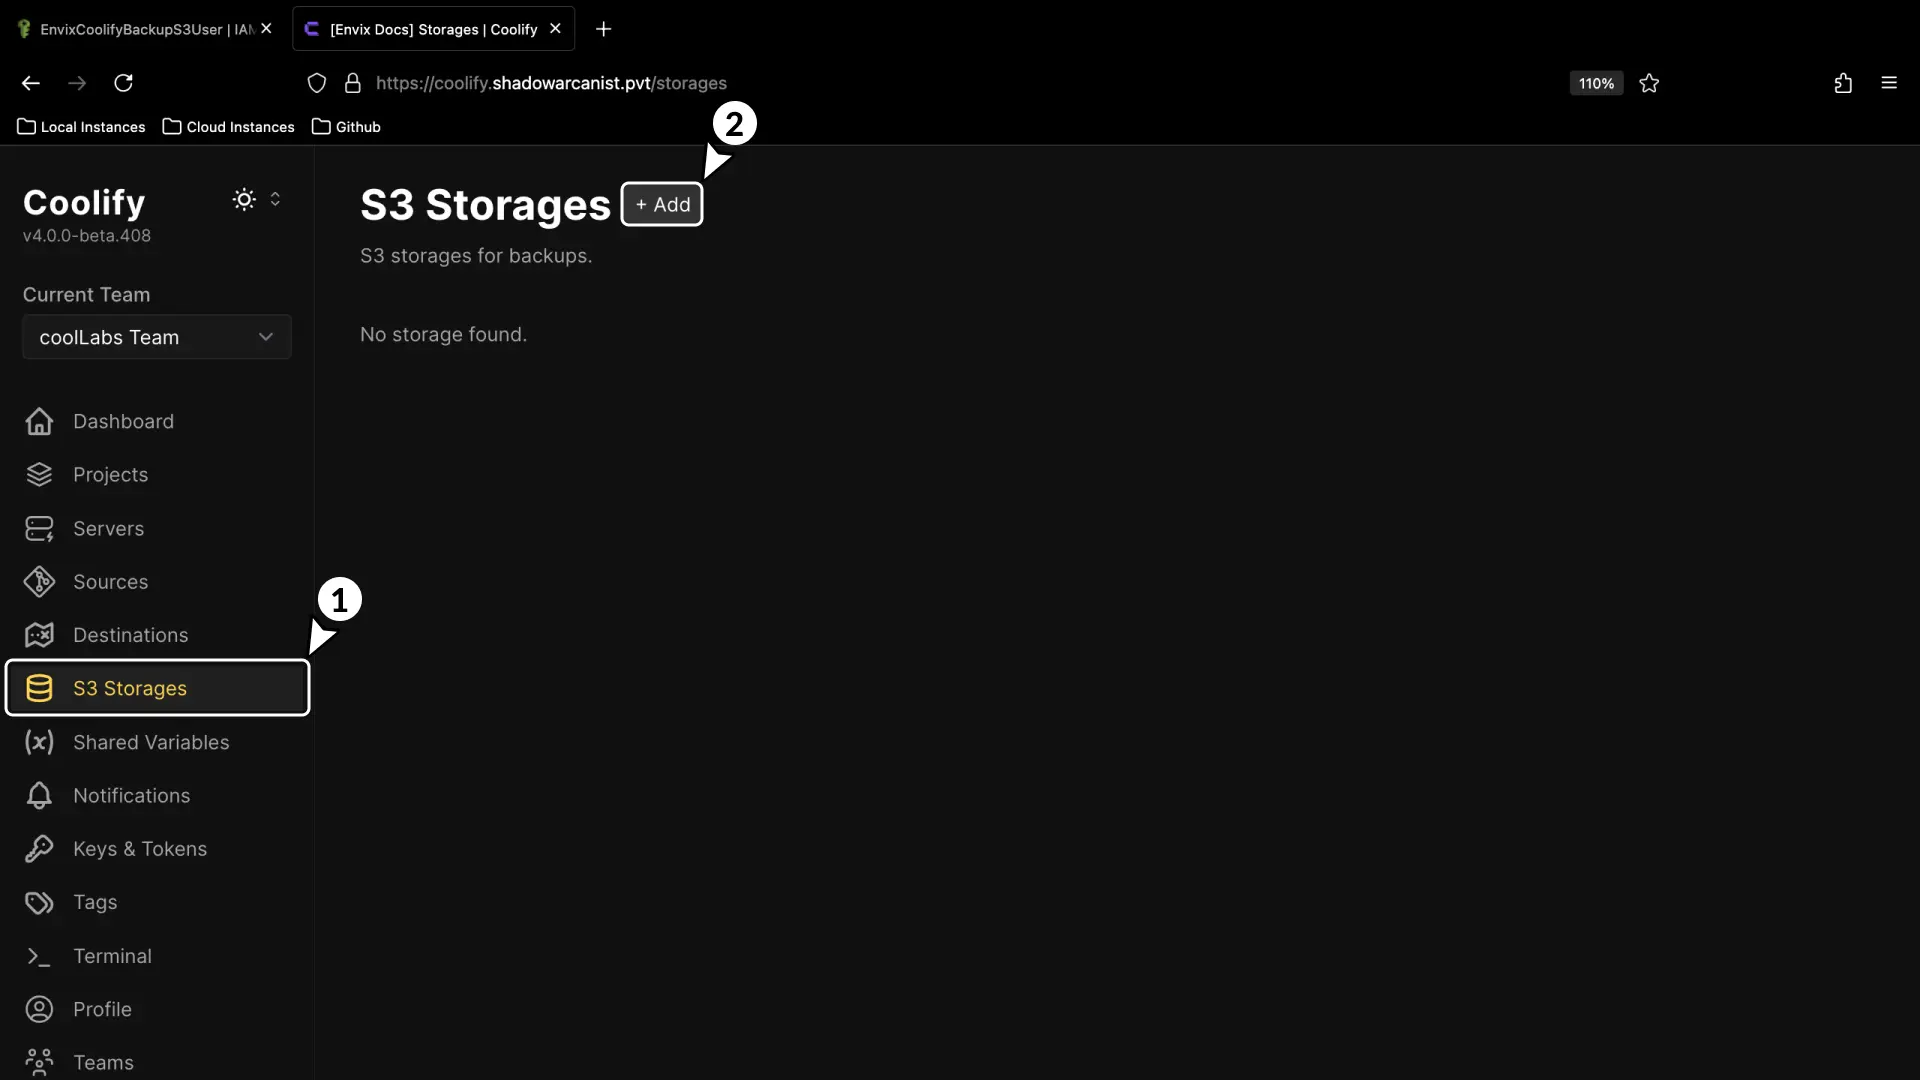 EnvixCoolifyBackupS3User | IAM
[Envix Docs] Storages | Coolify
https://coolify.shadowarcanist.pvt/storages
110%
Local Instances
Cloud Instances
Github
2
Coolify
v4.0.0-beta.408
S3 Storages
+ Add
S3 storages for backups.
No storage found.
Current Team
coolLabs Team
Dashboard
Projects
Servers
Sources
Destinations
1
S3 Storages
(x) Shared Variables
Notifications
Keys & Tokens
Tags
Terminal
Profile
Teams